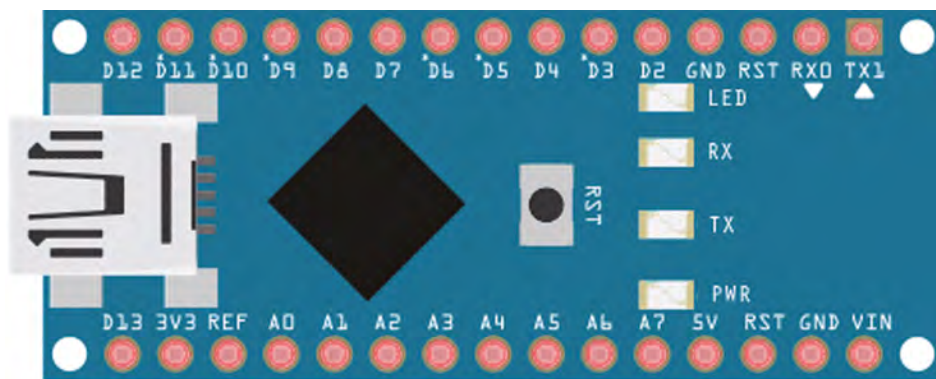 D12 D11 D10 D9 D8 D7 D6 D5 D4 D3 D2 GND RST RX0 TX1
LED
RX
RST
TX
PWR
D13 3V3 REF A0 A1 A2 A3 A4 A5 A6 A7 5V RST GND VIN